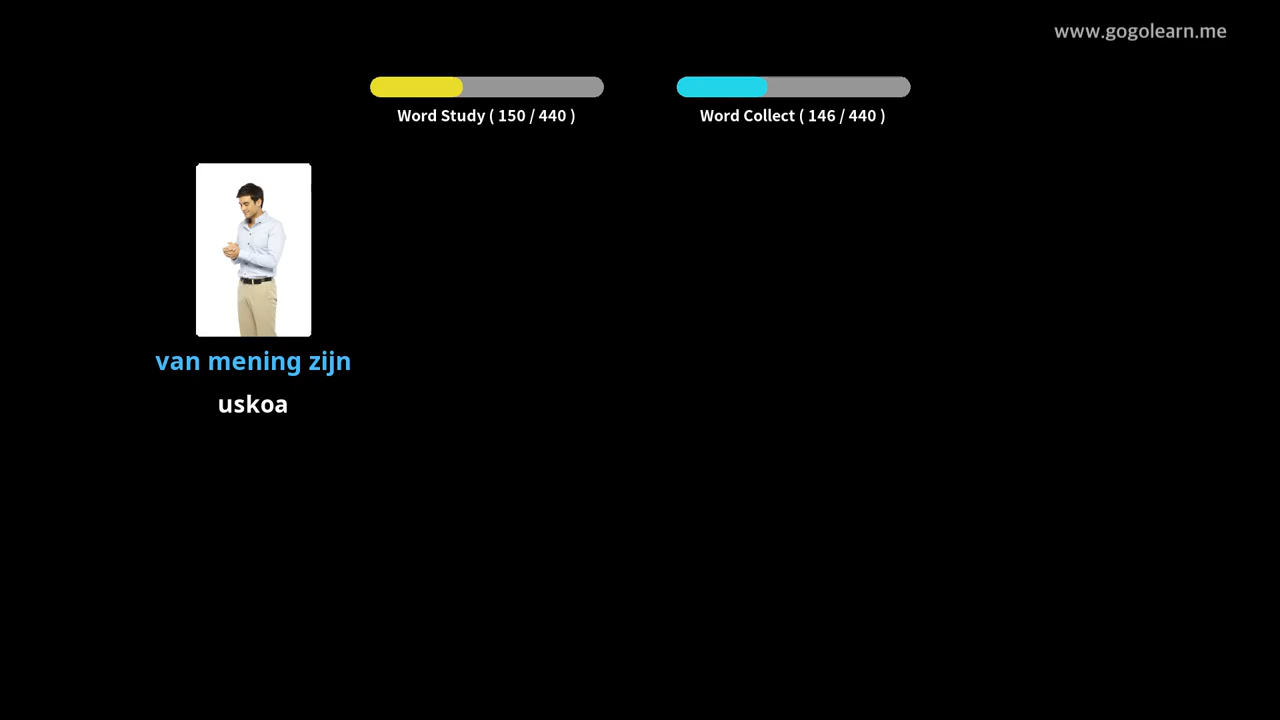 www.gogolearn.me
Word Study ( 150 / 440 )
Word Collect ( 146 / 440 )
van mening zijn
uskoa